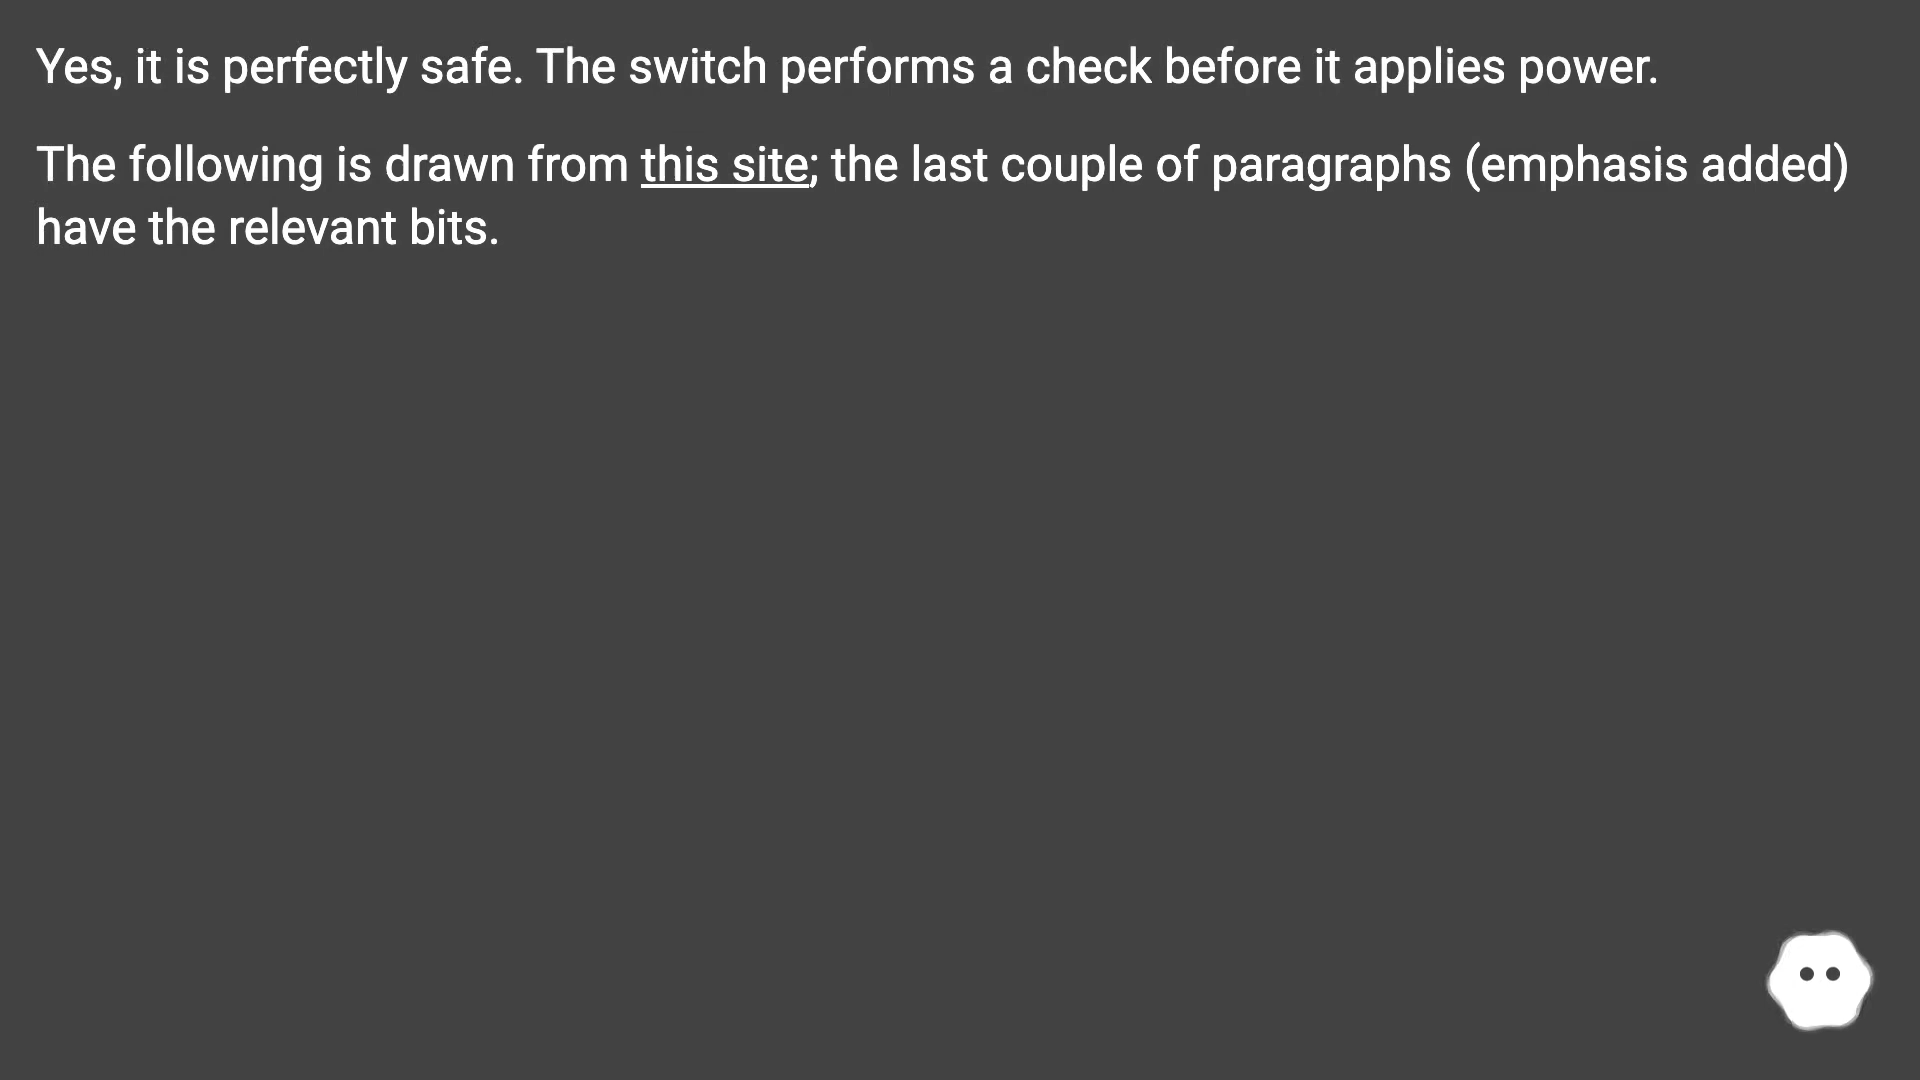 Yes, it is perfectly safe. The switch performs a check before it applies power.
The following is drawn from this site; the last couple of paragraphs (emphasis added)
have the relevant bits.